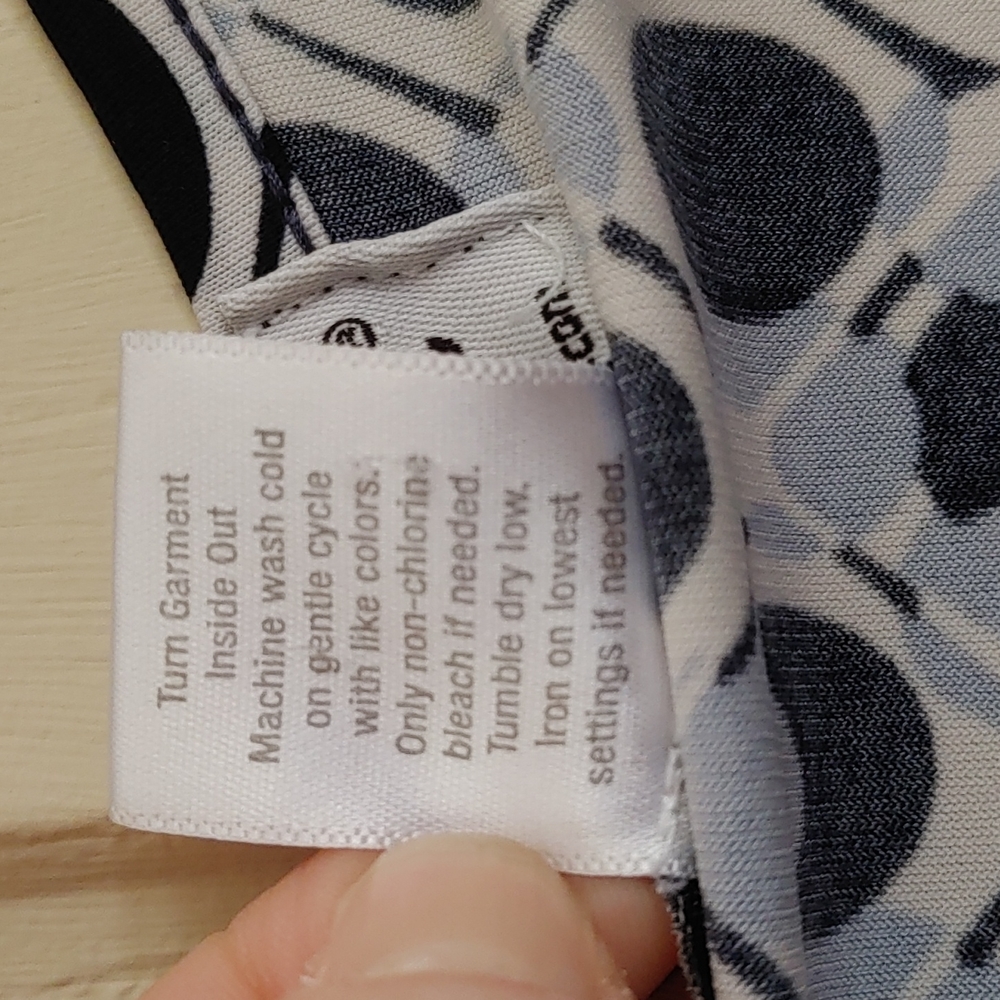 Turn Garment
Inside Out
Machine wash cold
on gentle cycle
with like colors.
Only non-chlorine
bleach if needed.
Tumble dry low.
Iron on lowest
settings if needed.
.com